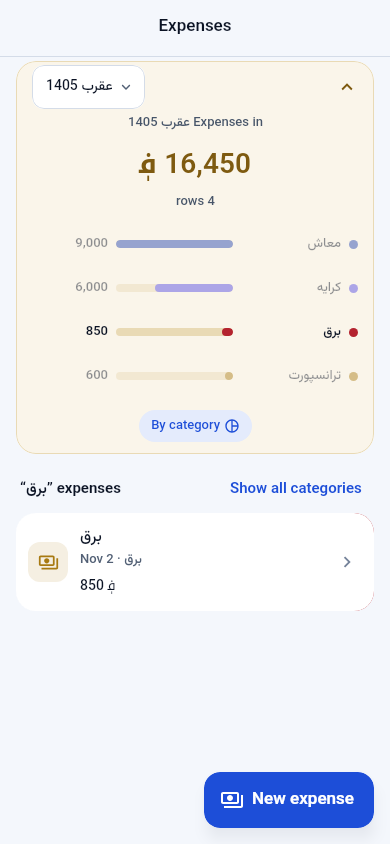 Expenses
عقرب 1405
Expenses in عقرب 1405
16,450 ؋
4 rows
معاش 9,000
کرایه 6,000
برق 850
ترانسپورت 600
By category
“برق” expenses Show all categories
برق
Nov 2 · برق
850 ؋
New expense